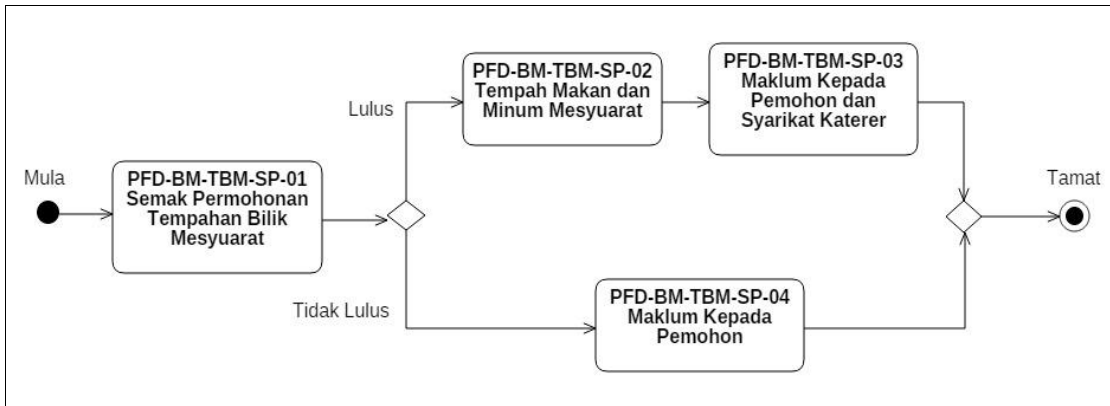 Mula
PFD-BM-TBM-SP-01
Semak Permohonan
Tempahan Bilik
Mesyuarat
Lulus
PFD-BM-TBM-SP-02
Tempah Makan dan
Minum Mesyuarat
PFD-BM-TBM-SP-03
Maklum Kepada
Pemohon dan
Syarikat Katerer
Tidak Lulus
PFD-BM-TBM-SP-04
Maklum Kepada
Pemohon
Tamat